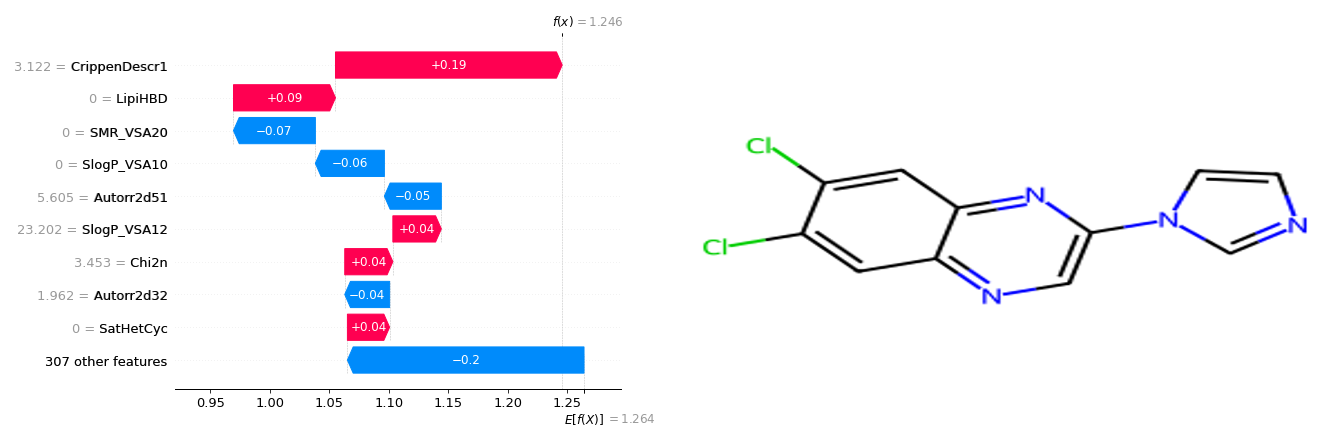 f(x) = 1.246
3.122 = CrippenDescr1 +0.19
0 = LipiHBD +0.09
0 = SMR_VSA20 −0.07
0 = SlogP_VSA10 −0.06
5.605 = Autorr2d51 −0.05
23.202 = SlogP_VSA12 +0.04
3.453 = Chi2n +0.04
1.962 = Autorr2d32 −0.04
0 = SatHetCyc +0.04
307 other features −0.2
0.95 1.00 1.05 1.10 1.15 1.20 1.25
E[f(X)] = 1.264
Cl
Cl
N
N
N
N